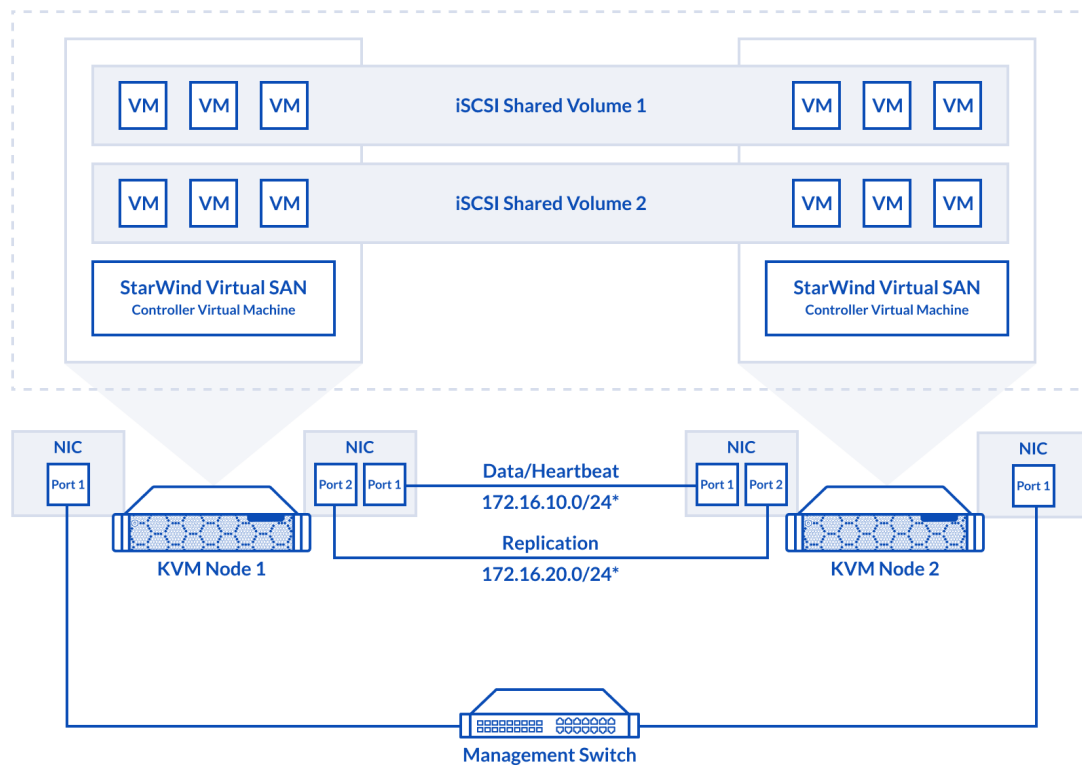 VM VM VM iSCSI Shared Volume 1 VM VM VM
VM VM VM iSCSI Shared Volume 2 VM VM VM
StarWind Virtual SAN
Controller Virtual Machine
StarWind Virtual SAN
Controller Virtual Machine
NIC
Port 1
NIC
Port 2 Port 1
Data/Heartbeat
172.16.10.0/24*
NIC
Port 1 Port 2
NIC
Port 1
Replication
172.16.20.0/24*
KVM Node 1
KVM Node 2
Management Switch